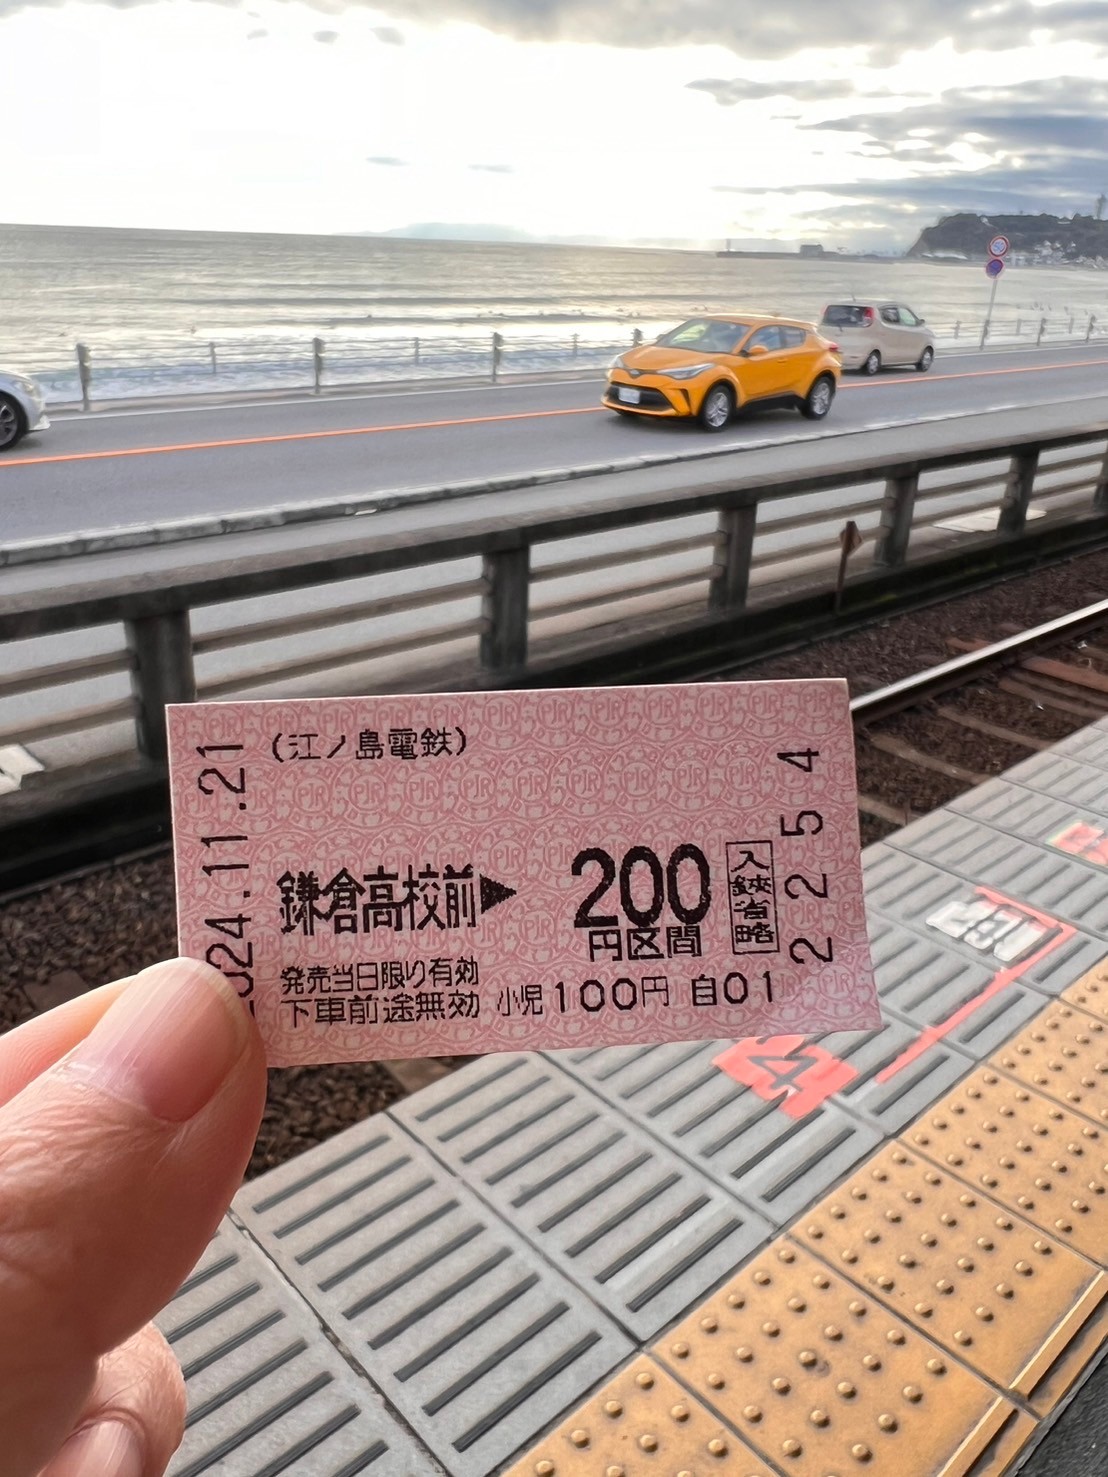 (江ノ島電鉄)
2024.11.21
鎌倉高校前▶
200
円区間
入鋏省略
2254
発売当日限り有効
下車前途無効
小児100円
自01
50